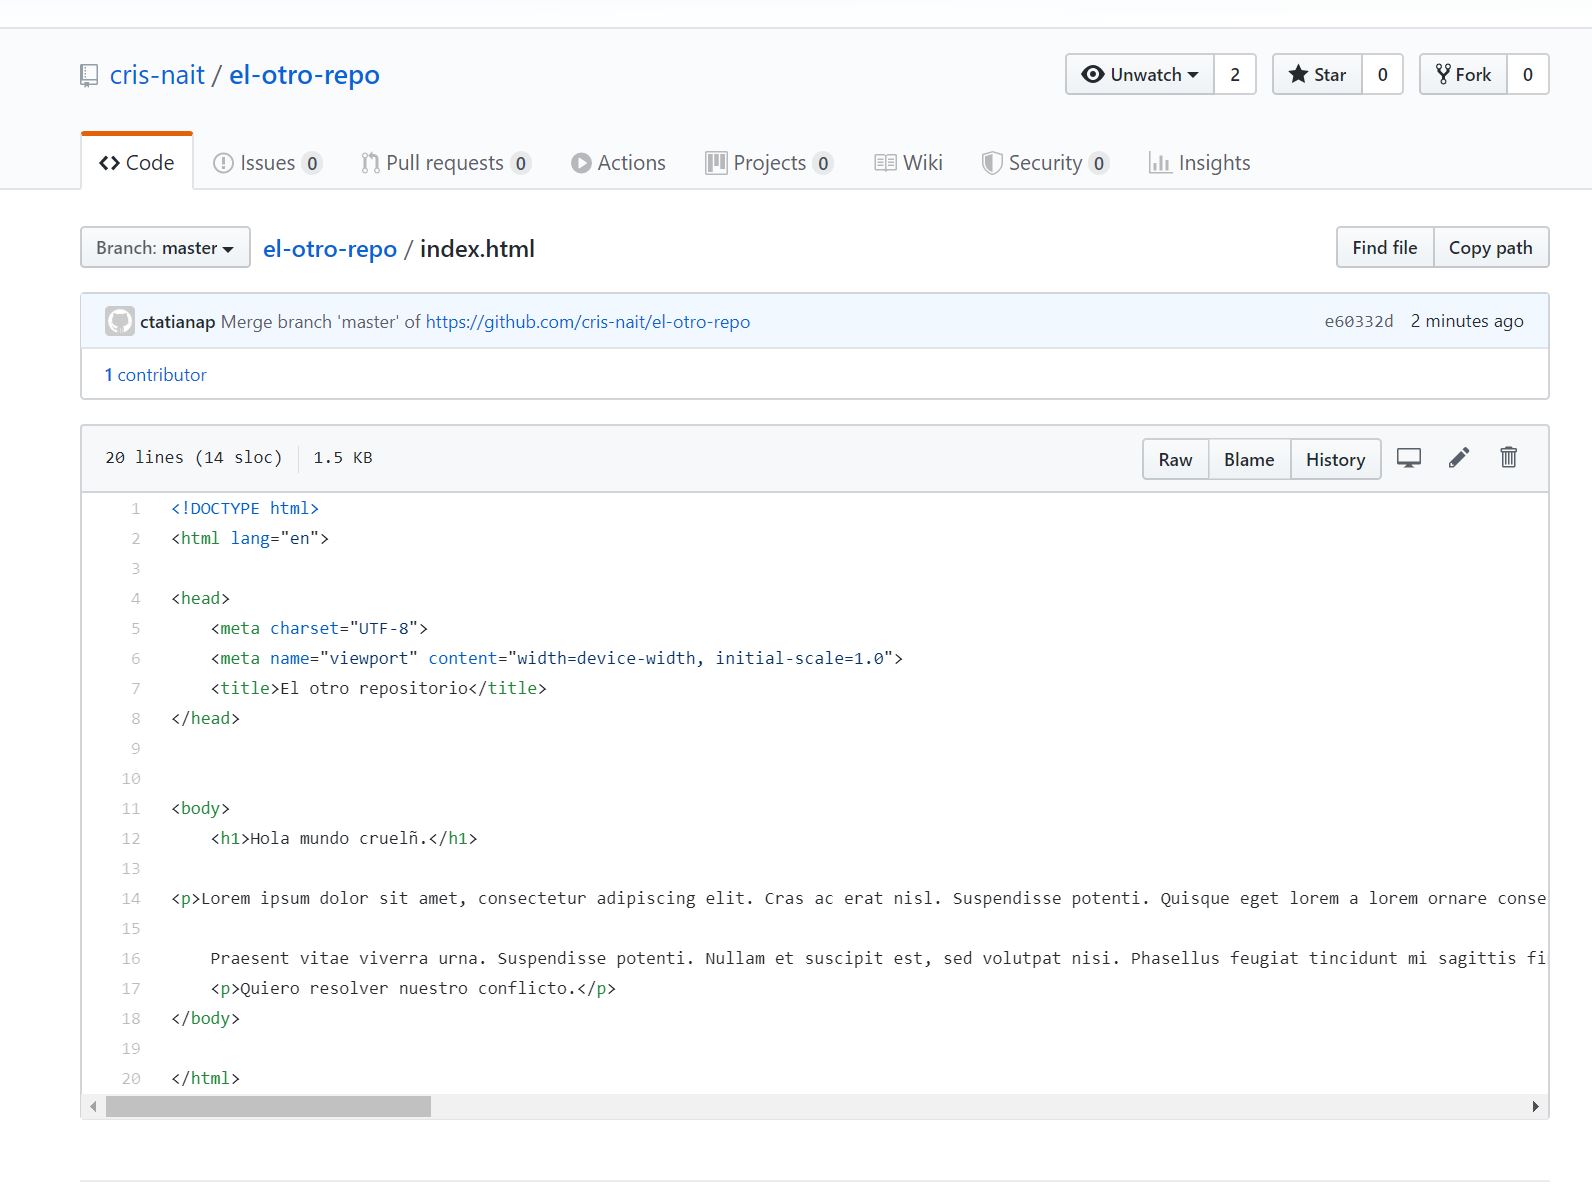 cris-nait / el-otro-repo
Unwatch 2 Star 0 Fork 0
Code Issues 0 Pull requests 0 Actions Projects 0 Wiki Security 0 Insights
Branch: master el-otro-repo / index.html Find file Copy path
ctatianap Merge branch 'master' of https://github.com/cris-nait/el-otro-repo e60332d 2 minutes ago
1 contributor
20 lines (14 sloc) 1.5 KB Raw Blame History
1 <!DOCTYPE html>
2 <html lang="en">
3
4 <head>
5 <meta charset="UTF-8">
6 <meta name="viewport" content="width=device-width, initial-scale=1.0">
7 <title>El otro repositorio</title>
8 </head>
9
10
11 <body>
12 <h1>Hola mundo cruelñ.</h1>
13
14 <p>Lorem ipsum dolor sit amet, consectetur adipiscing elit. Cras ac erat nisl. Suspendisse potenti. Quisque eget lorem a lorem ornare conse
15
16 Praesent vitae viverra urna. Suspendisse potenti. Nullam et suscipit est, sed volutpat nisi. Phasellus feugiat tincidunt mi sagittis fi
17 <p>Quiero resolver nuestro conflicto.</p>
18 </body>
19
20 </html>